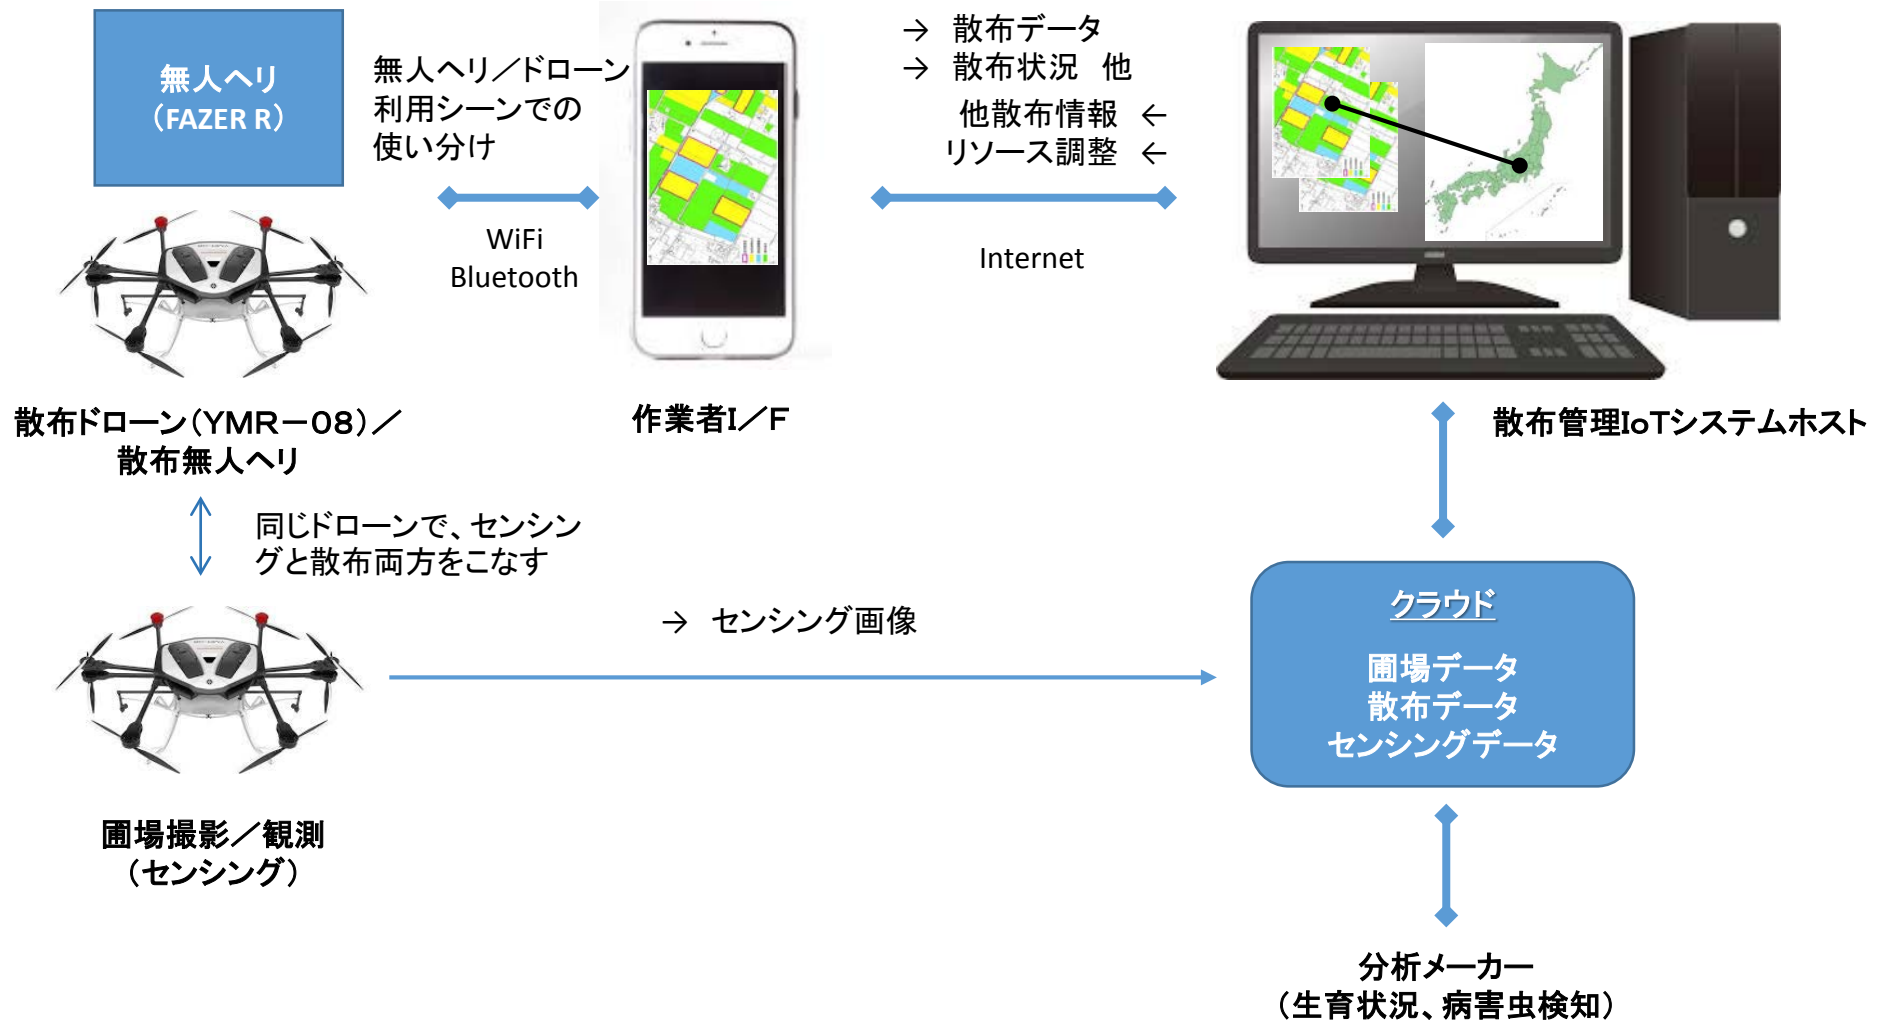 無人ヘリ
（FAZER R）
無人ヘリ／ドローン
利用シーンでの
使い分け
→ 散布データ
→ 散布状況 他
他散布情報 ←
リソース調整 ←
WiFi
Bluetooth
Internet
散布ドローン（YMR－08）／
散布無人ヘリ
作業者I／F
散布管理IoTシステムホスト
同じドローンで、センシン
グと散布両方をこなす
→ センシング画像
クラウド
圃場データ
散布データ
センシングデータ
圃場撮影／観測
（センシング）
分析メーカー
（生育状況、病害虫検知）